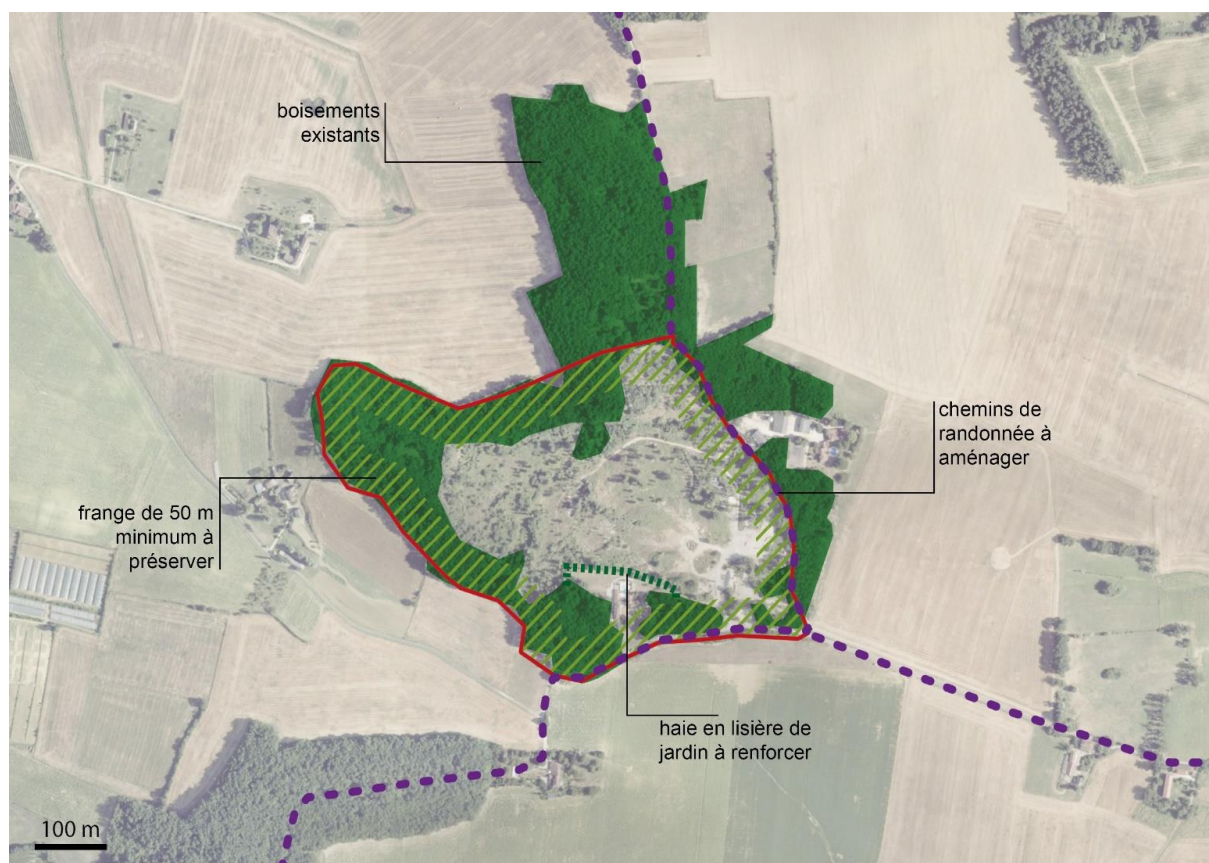 boisements
existants
chemins de
randonnée à
aménager
frange de 50 m
minimum à
préserver
haie en lisière de
jardin à renforcer
100 m